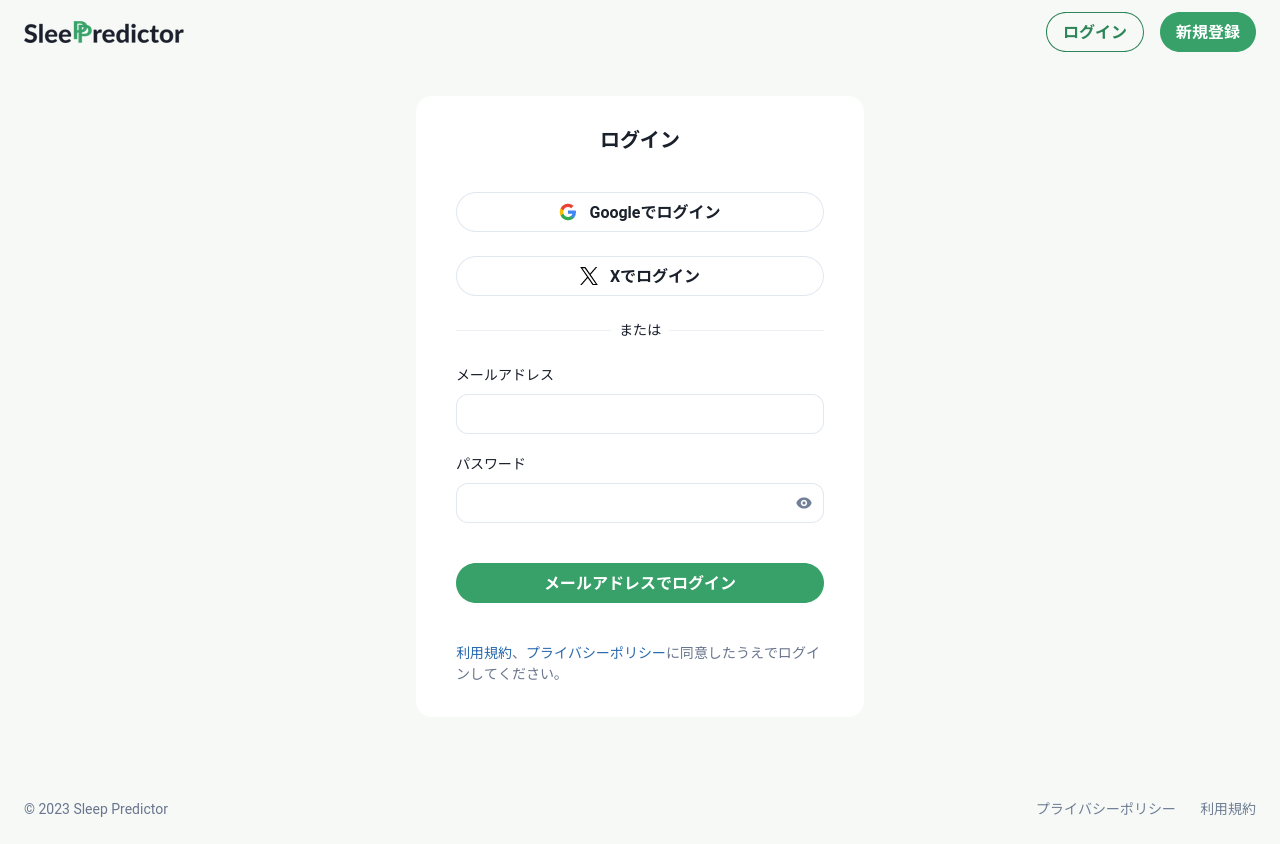 SleePredictor
ログイン
新規登録
ログイン
Googleでログイン
Xでログイン
または
メールアドレス
パスワード
メールアドレスでログイン
利用規約、プライバシーポリシーに同意したうえでログイ
ンしてください。
© 2023 Sleep Predictor
プライバシーポリシー
利用規約